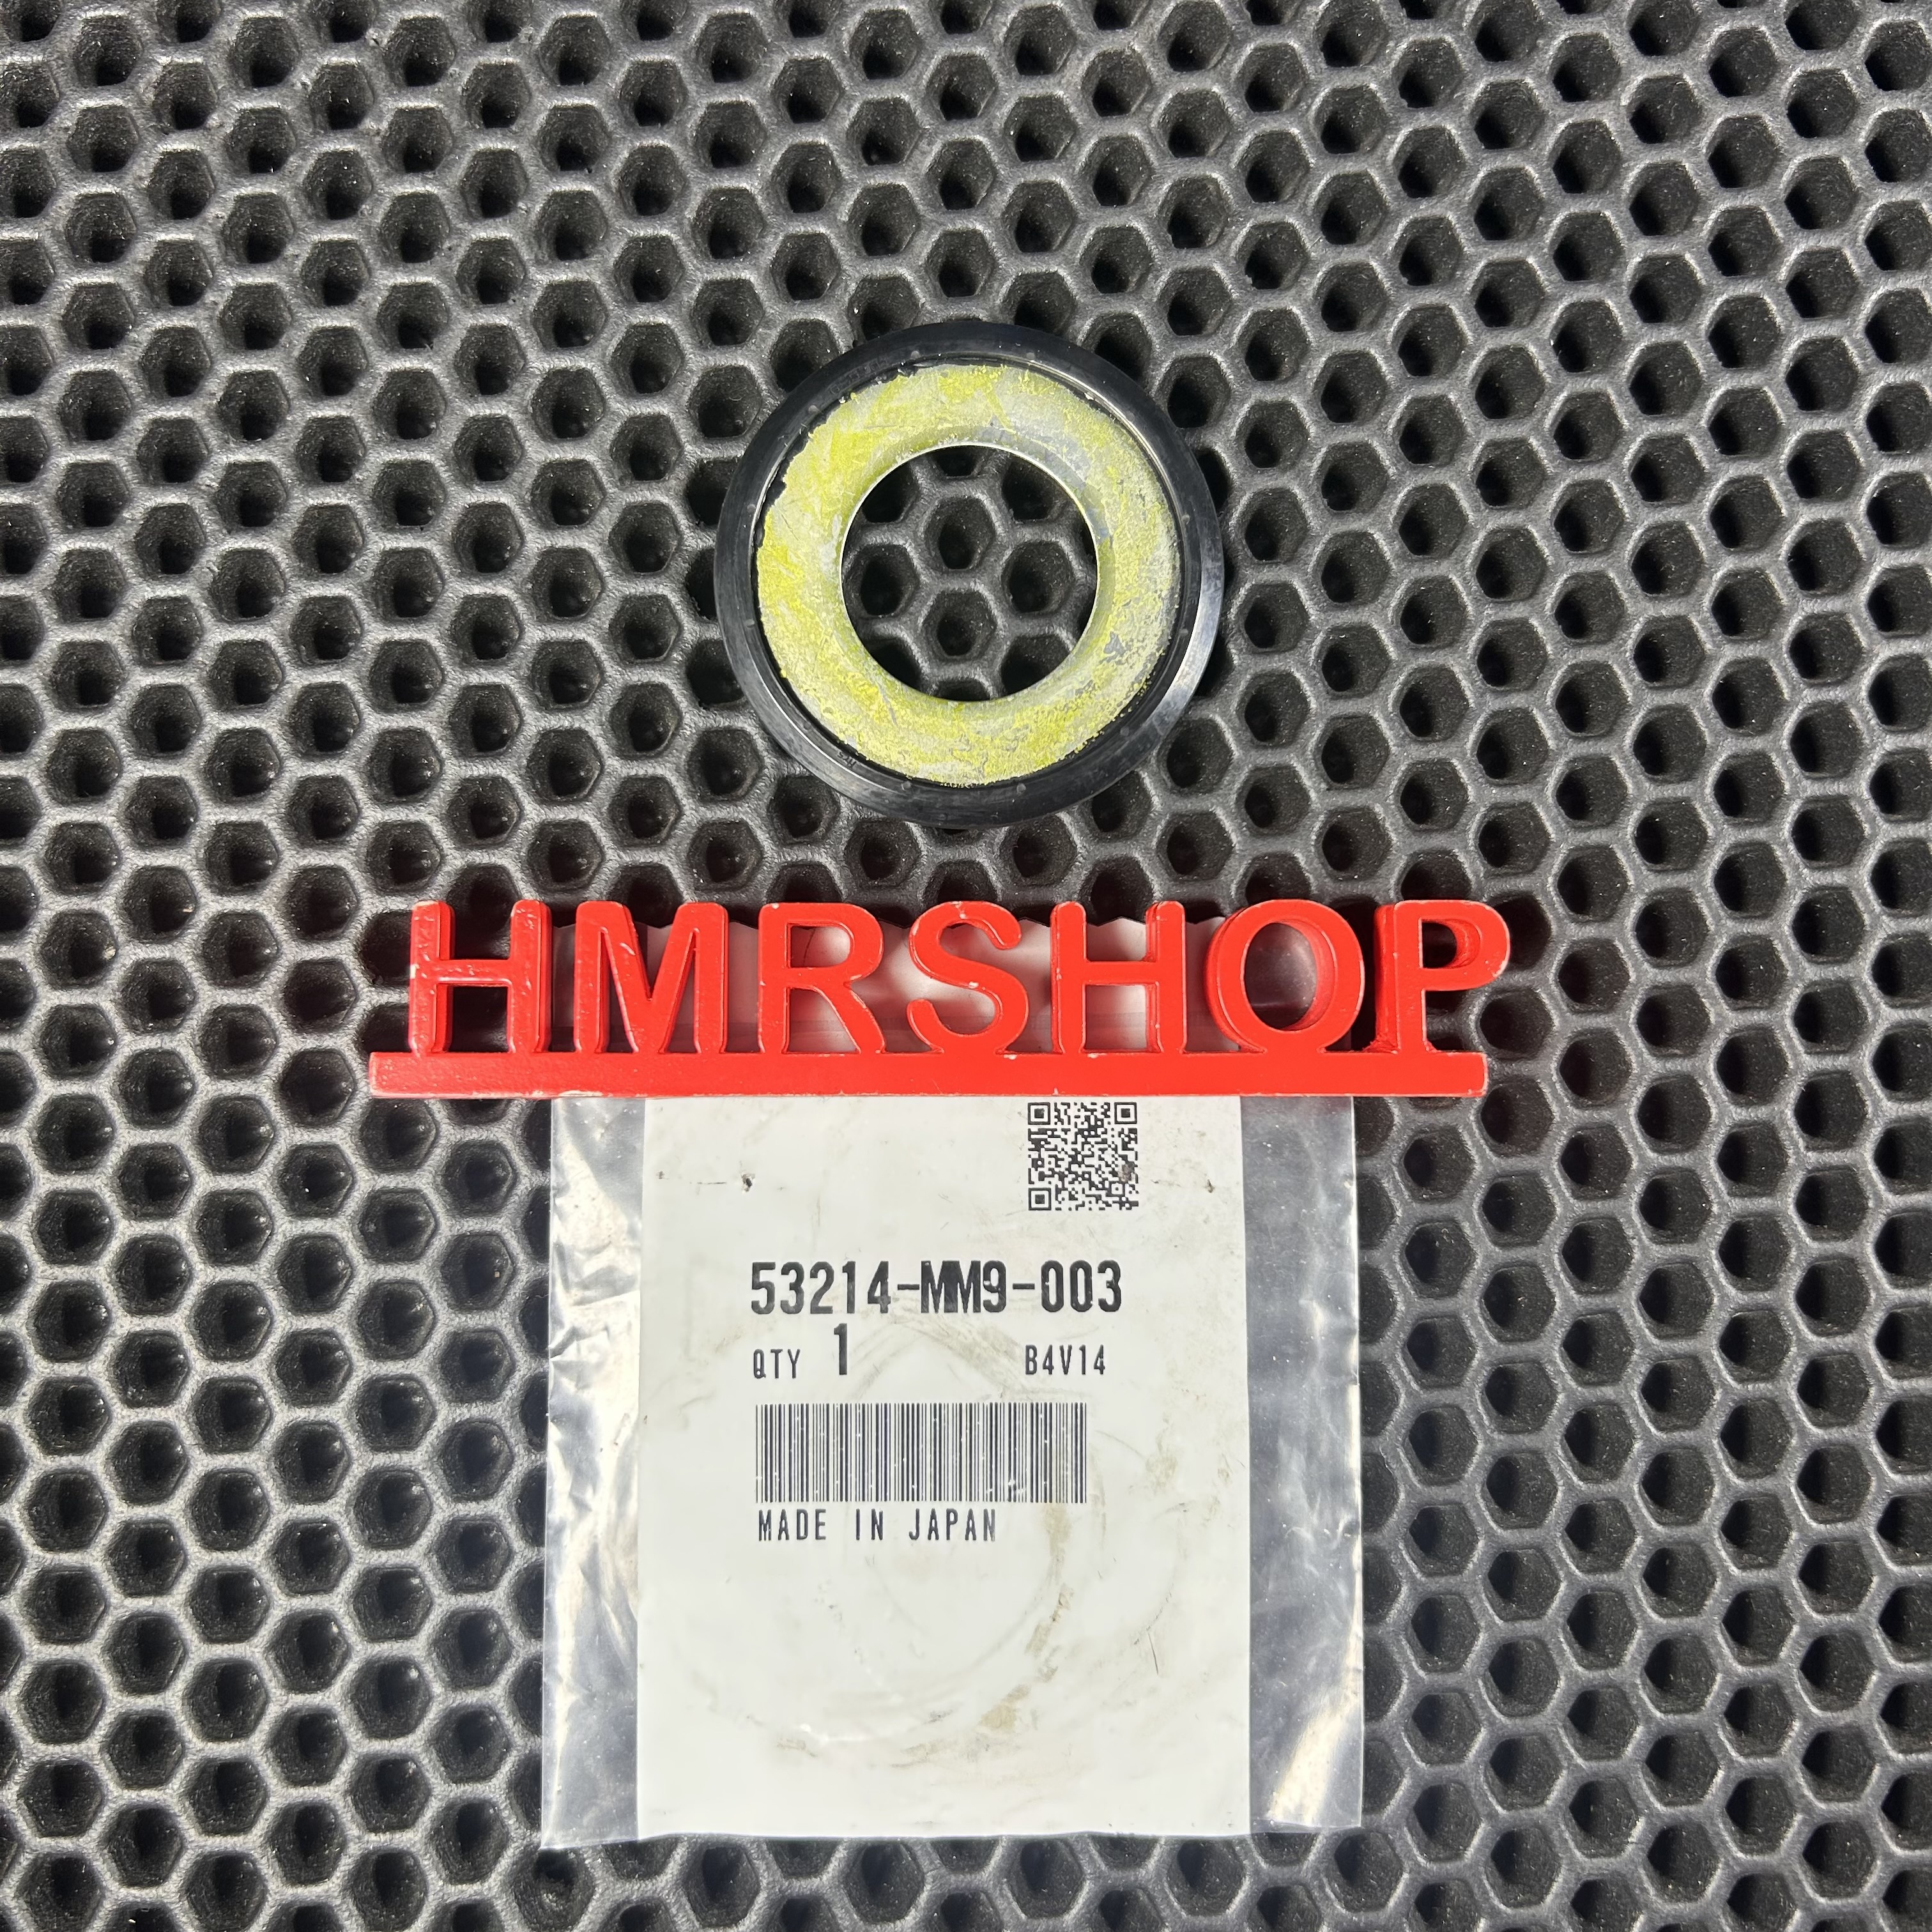 HMRSHOP
53214-MM9-003
QTY 1 B4V14
MADE IN JAPAN